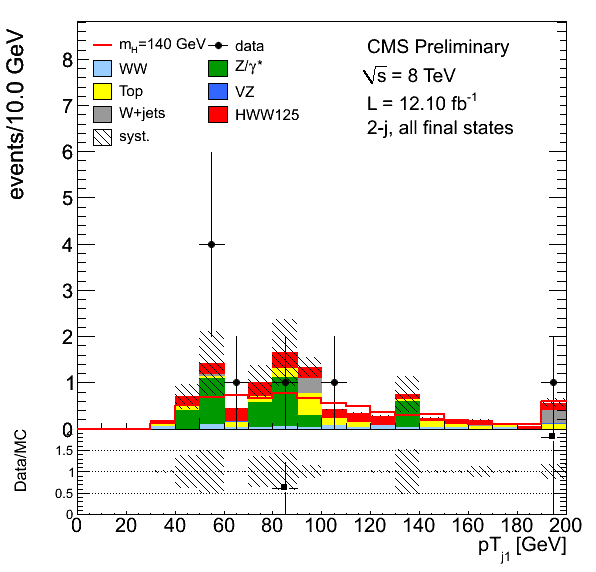 events/10.0 GeV
8
7
6
5
4
3
2
1
0
m_H=140 GeV
data
WW
Z/γ*
Top
VZ
W+jets
HWW125
syst.
CMS Preliminary
√s = 8 TeV
L = 12.10 fb⁻¹
2-j, all final states
Data/MC
1.5
1
0.5
0
0 20 40 60 80 100 120 140 160 180 200
pT_j1 [GeV]